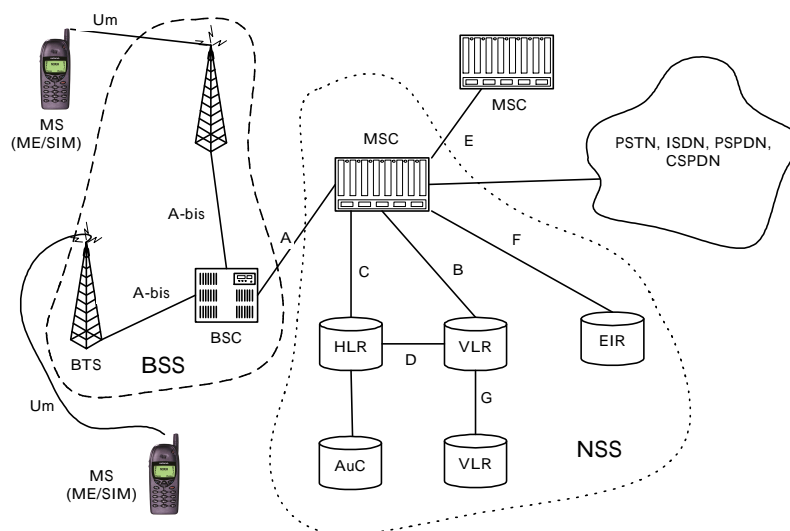 Um
MS
(ME/SIM)
MSC
MSC
E
PSTN, ISDN, PSPDN,
CSPDN
A-bis
A
F
C
B
A-bis
BSC
BTS
BSS
HLR
D
VLR
EIR
G
Um
AuC
VLR
NSS
MS
(ME/SIM)